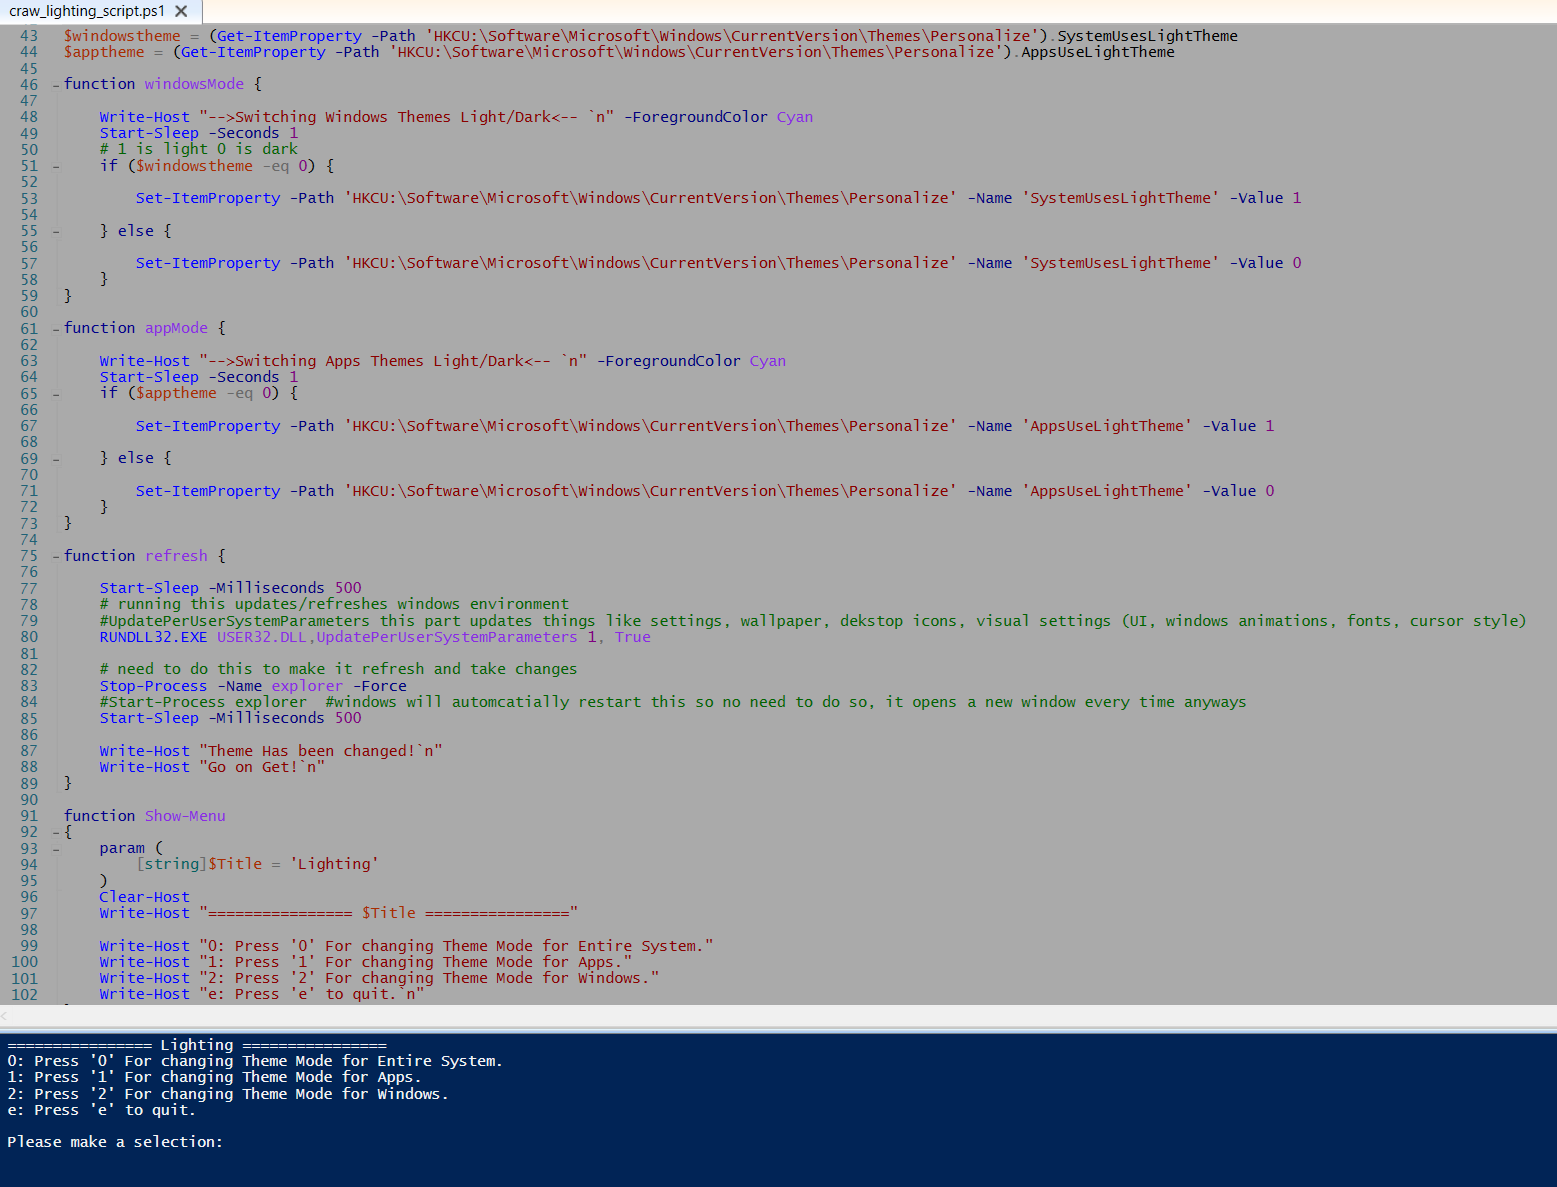 craw_lighting_script.ps1
43 $windowstheme = (Get-ItemProperty -Path 'HKCU:\Software\Microsoft\Windows\CurrentVersion\Themes\Personalize').SystemUsesLightTheme
44 $apptheme = (Get-ItemProperty -Path 'HKCU:\Software\Microsoft\Windows\CurrentVersion\Themes\Personalize').AppsUseLightTheme
45
46 function windowsMode {
47
48 Write-Host "-->Switching Windows Themes Light/Dark<-- `n" -ForegroundColor Cyan
49 Start-Sleep -Seconds 1
50 # 1 is light 0 is dark
51 if ($windowstheme -eq 0) {
52
53 Set-ItemProperty -Path 'HKCU:\Software\Microsoft\Windows\CurrentVersion\Themes\Personalize' -Name 'SystemUsesLightTheme' -Value 1
54
55 } else {
56
57 Set-ItemProperty -Path 'HKCU:\Software\Microsoft\Windows\CurrentVersion\Themes\Personalize' -Name 'SystemUsesLightTheme' -Value 0
58 }
59 }
60
61 function appMode {
62
63 Write-Host "-->Switching Apps Themes Light/Dark<-- `n" -ForegroundColor Cyan
64 Start-Sleep -Seconds 1
65 if ($apptheme -eq 0) {
66
67 Set-ItemProperty -Path 'HKCU:\Software\Microsoft\Windows\CurrentVersion\Themes\Personalize' -Name 'AppsUseLightTheme' -Value 1
68
69 } else {
70
71 Set-ItemProperty -Path 'HKCU:\Software\Microsoft\Windows\CurrentVersion\Themes\Personalize' -Name 'AppsUseLightTheme' -Value 0
72 }
73 }
74
75 function refresh {
76
77 Start-Sleep -Milliseconds 500
78 # running this updates/refreshes windows environment
79 #UpdatePerUserSystemParameters this part updates things like settings, wallpaper, dekstop icons, visual settings (UI, windows animations, fonts, cursor style)
80 RUNDLL32.EXE USER32.DLL,UpdatePerUserSystemParameters 1, True
81
82 # need to do this to make it refresh and take changes
83 Stop-Process -Name explorer -Force
84 #Start-Process explorer  #windows will automcatially restart this so no need to do so, it opens a new window every time anyways
85 Start-Sleep -Milliseconds 500
86
87 Write-Host "Theme Has been changed!`n"
88 Write-Host "Go on Get!`n"
89 }
90
91 function Show-Menu
92 {
93 param (
94 [string]$Title = 'Lighting'
95 )
96 Clear-Host
97 Write-Host "================ $Title ================"
98
99 Write-Host "0: Press '0' For changing Theme Mode for Entire System."
100 Write-Host "1: Press '1' For changing Theme Mode for Apps."
101 Write-Host "2: Press '2' For changing Theme Mode for Windows."
102 Write-Host "e: Press 'e' to quit.`n"
================ Lighting ================
0: Press '0' For changing Theme Mode for Entire System.
1: Press '1' For changing Theme Mode for Apps.
2: Press '2' For changing Theme Mode for Windows.
e: Press 'e' to quit.
Please make a selection: